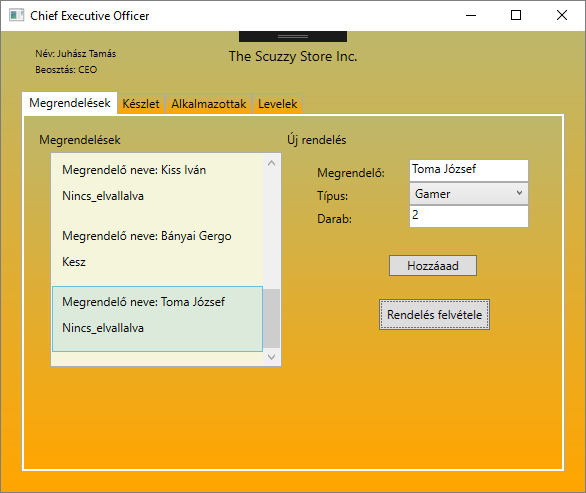 Chief Executive Officer
Név: Juhász Tamás
Beosztás: CEO
The Scuzzy Store Inc.
Megrendelések Készlet Alkalmazottak Levelek
Megrendelések
Megrendelő neve: Kiss Iván
Nincs_elvallalva
Megrendelő neve: Bányai Gergo
Kesz
Megrendelő neve: Toma József
Nincs_elvallalva
Új rendelés
Megrendelő: Toma József
Típus: Gamer
Darab: 2
Hozzáaad
Rendelés felvétele